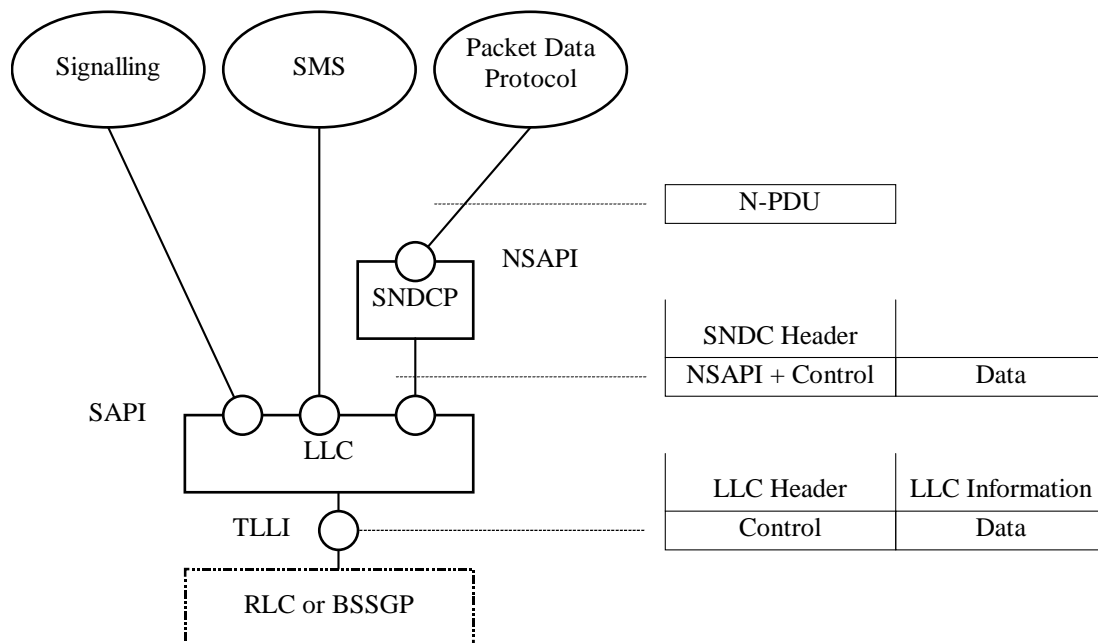 Signalling
SMS
Packet Data
Protocol
N-PDU
NSAPI
SNDCP
SNDC Header
NSAPI + Control
Data
SAPI
LLC
LLC Header
LLC Information
TLLI
Control
Data
RLC or BSSGP